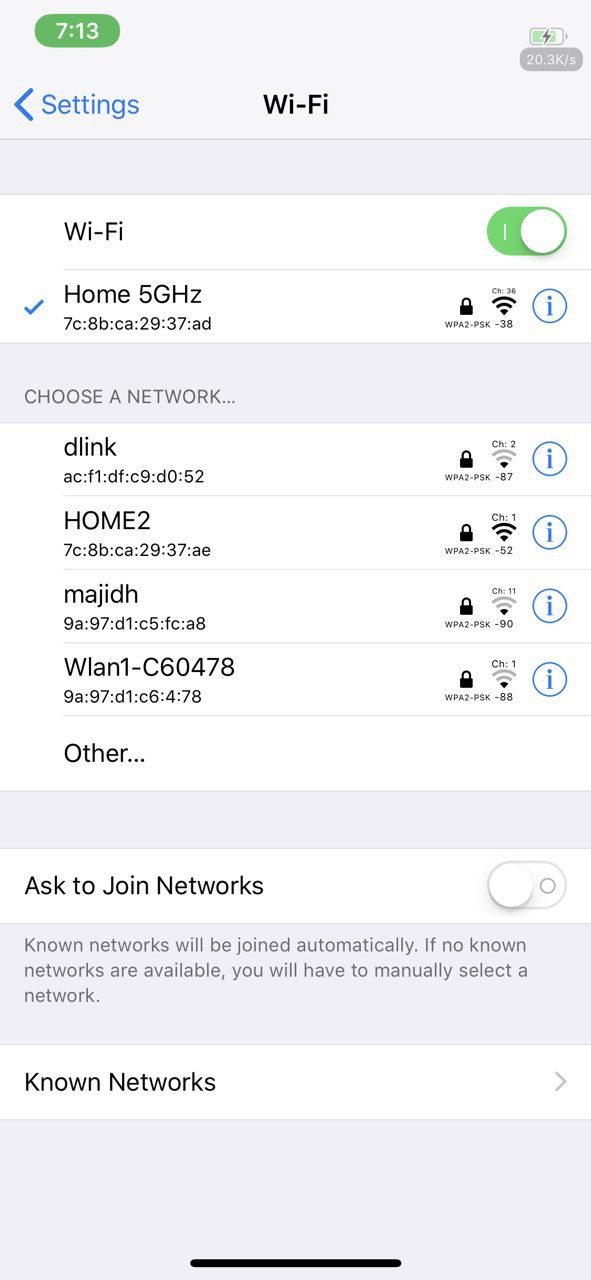 7:13
20.3K/s
Settings
Wi-Fi
Wi-Fi
Home 5GHz
7c:8b:ca:29:37:ad
Ch: 36
WPA2-PSK -38
CHOOSE A NETWORK...
dlink
ac:f1:df:c9:d0:52
Ch: 2
WPA2-PSK -87
HOME2
7c:8b:ca:29:37:ae
Ch: 1
WPA2-PSK -52
majidh
9a:97:d1:c5:fc:a8
Ch: 11
WPA2-PSK -90
Wlan1-C60478
9a:97:d1:c6:4:78
Ch: 1
WPA2-PSK -88
Other...
Ask to Join Networks
Known networks will be joined automatically. If no known
networks are available, you will have to manually select a
network.
Known Networks